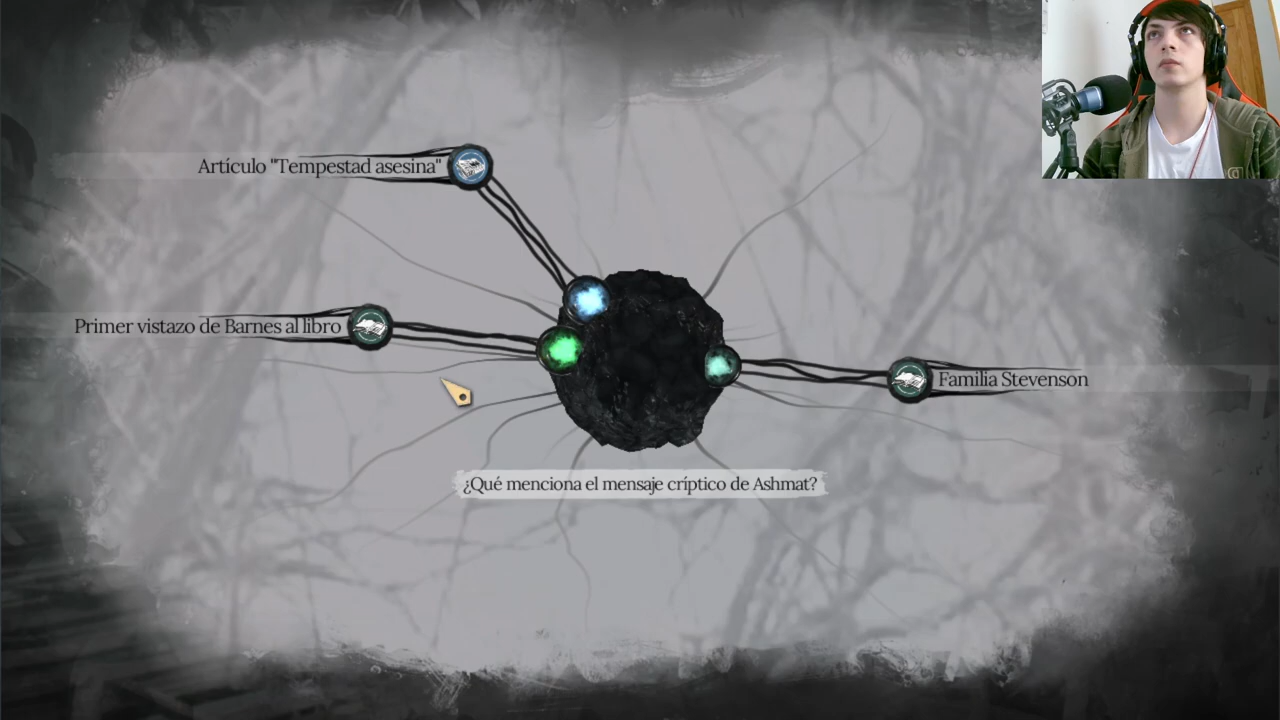 Artículo "Tempestad asesina"
Primer vistazo de Barnes al libro
Familia Stevenson
¿Qué menciona el mensaje críptico de Ashmat?